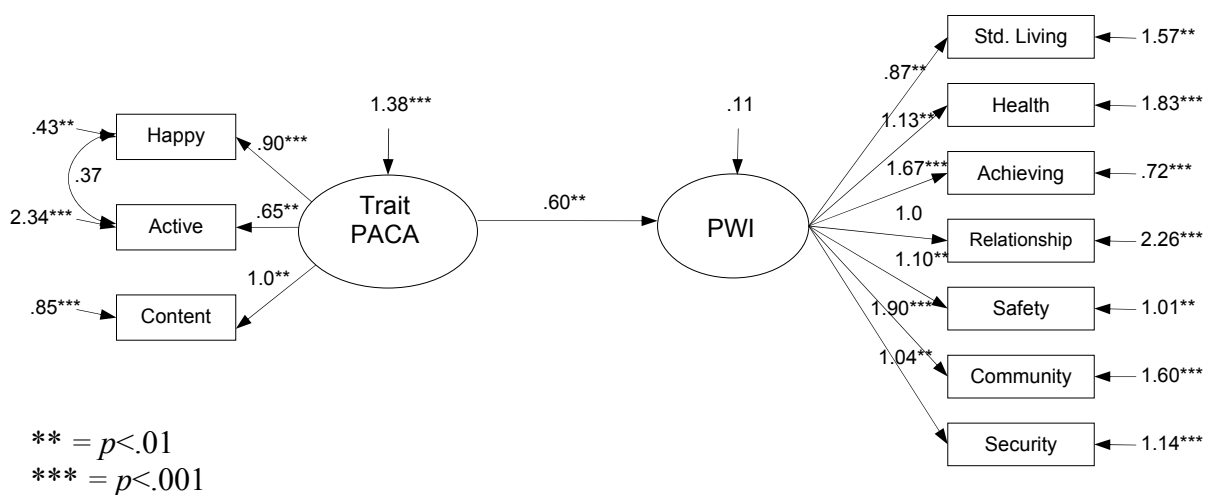 Std. Living
1.57**
.87**
Health
1.83***
1.13**
1.38***
.11
.43**
Happy
.90***
Achieving
.72***
1.67***
.37
Trait
PACA
.60**
PWI
1.0
Relationship
2.26***
2.34***
Active
.65**
1.10**
1.0**
Safety
1.01**
.85***
Content
1.90***
1.04**
Community
1.60***
Security
1.14***
** = p<.01
*** = p<.001